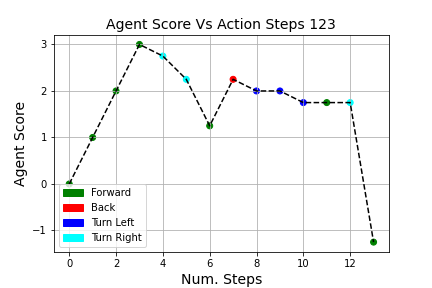 Agent Score Vs Action Steps 123
Agent Score
3
2
1
0
−1
Forward
Back
Turn Left
Turn Right
0 2 4 6 8 10 12
Num. Steps